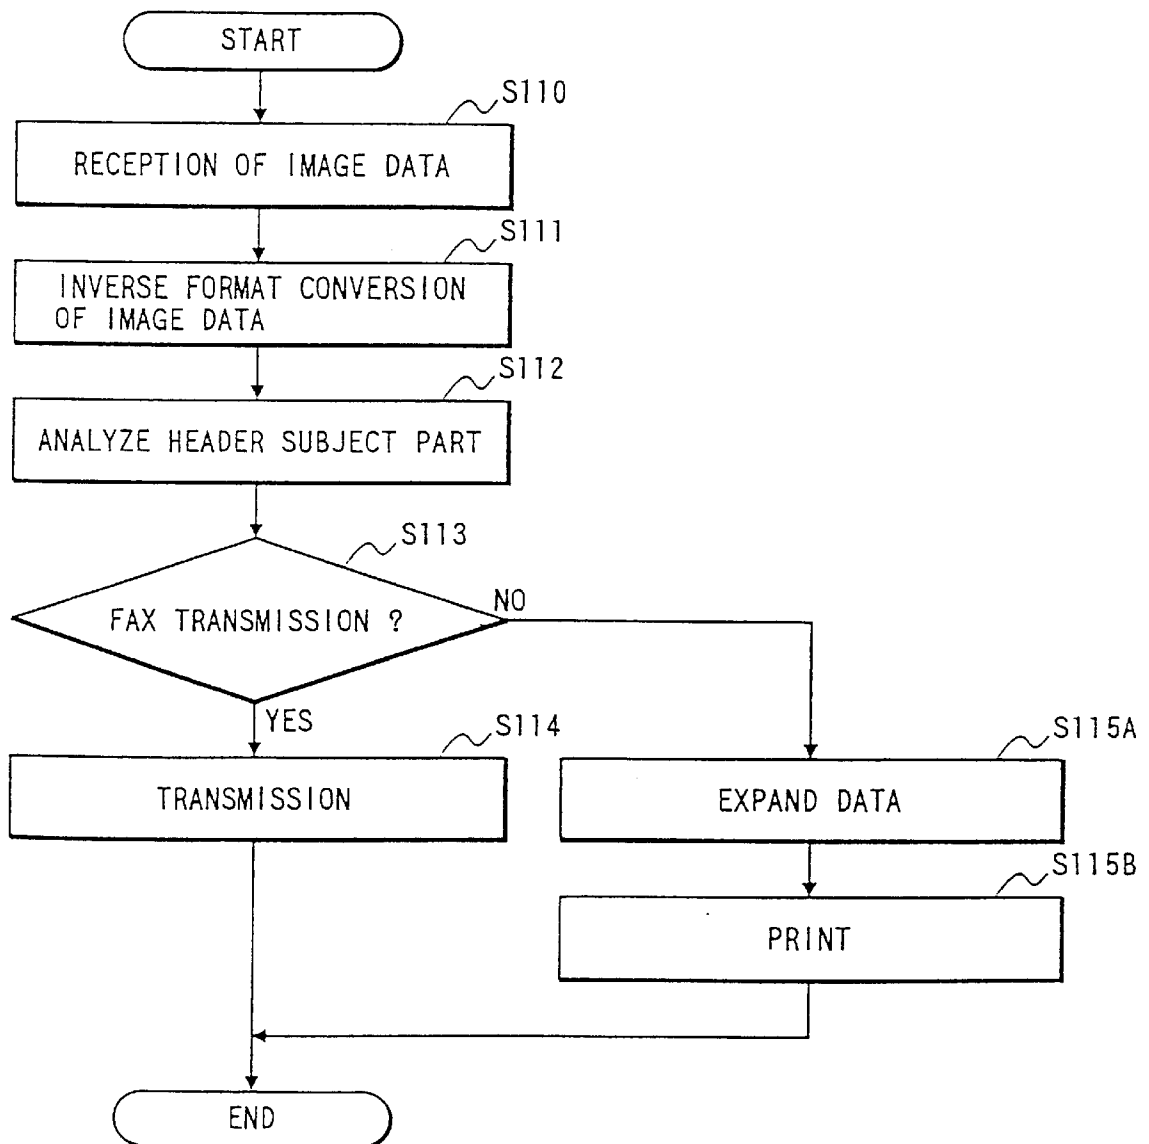 START
S110
RECEPTION OF IMAGE DATA
S111
INVERSE FORMAT CONVERSION
OF IMAGE DATA
S112
ANALYZE HEADER SUBJECT PART
S113
FAX TRANSMISSION ?
NO
YES
S114
TRANSMISSION
S115A
EXPAND DATA
S115B
PRINT
END